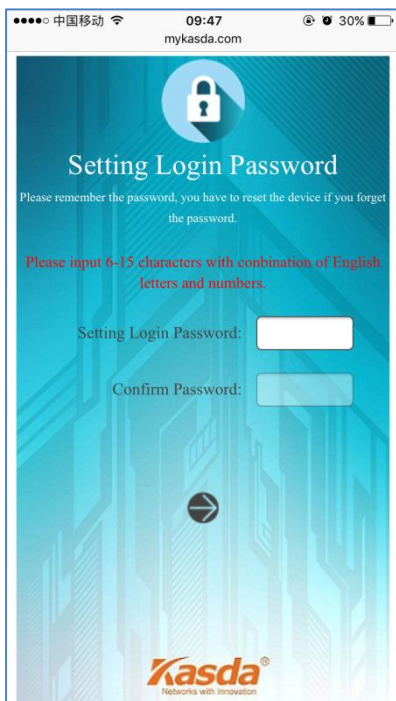 ●●●●○ 中国移动 09:47 30%
mykasda.com
Setting Login Password
Please remember the password, you have to reset the device if you forget
the password.
Please input 6-15 characters with conbination of English
letters and numbers.
Setting Login Password:
Confirm Password:
Kasda®
Networks with Innovation